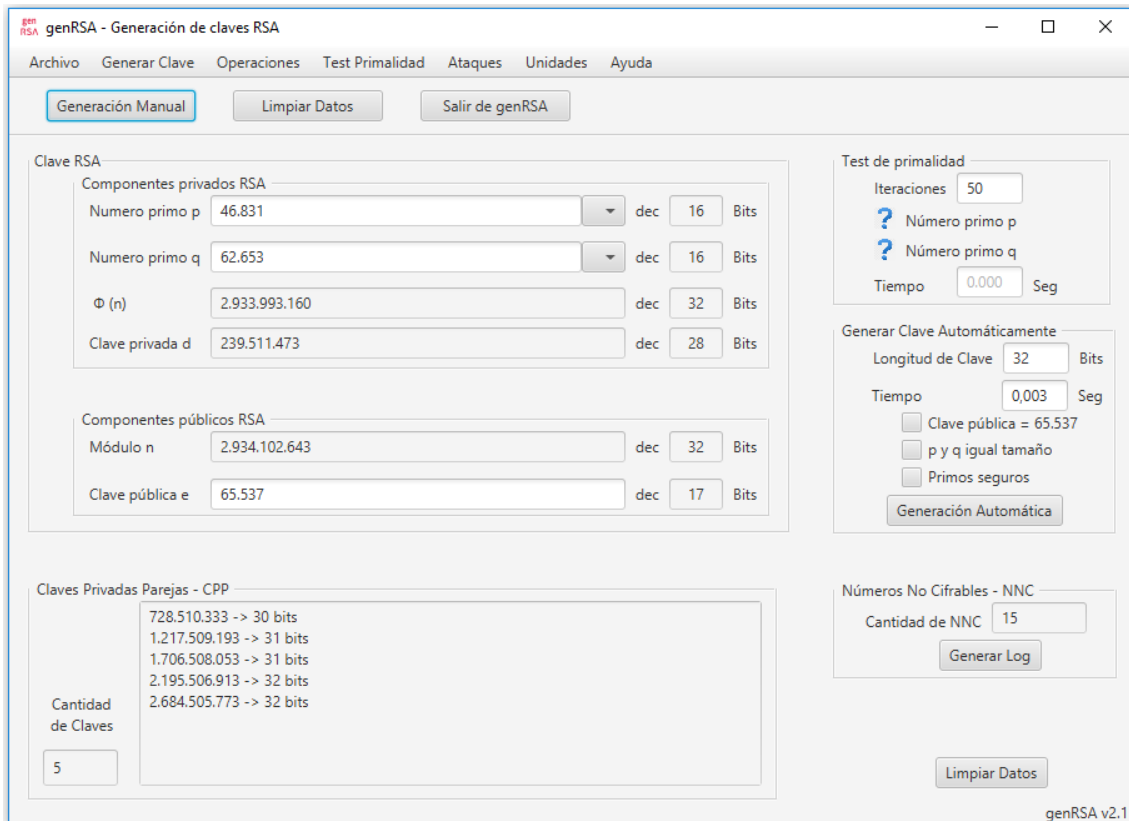 gen RSA genRSA - Generación de claves RSA
Archivo Generar Clave Operaciones Test Primalidad Ataques Unidades Ayuda
Generación Manual Limpiar Datos Salir de genRSA
Clave RSA
Componentes privados RSA
Numero primo p 46.831 dec 16 Bits
Numero primo q 62.653 dec 16 Bits
Φ (n) 2.933.993.160 dec 32 Bits
Clave privada d 239.511.473 dec 28 Bits
Componentes públicos RSA
Módulo n 2.934.102.643 dec 32 Bits
Clave pública e 65.537 dec 17 Bits
Test de primalidad
Iteraciones 50
? Número primo p
? Número primo q
Tiempo 0.000 Seg
Generar Clave Automáticamente
Longitud de Clave 32 Bits
Tiempo 0,003 Seg
Clave pública = 65.537
p y q igual tamaño
Primos seguros
Generación Automática
Claves Privadas Parejas - CPP
728.510.333 -> 30 bits
1.217.509.193 -> 31 bits
1.706.508.053 -> 31 bits
2.195.506.913 -> 32 bits
2.684.505.773 -> 32 bits
Cantidad
de Claves
5
Números No Cifrables - NNC
Cantidad de NNC 15
Generar Log
Limpiar Datos
genRSA v2.1